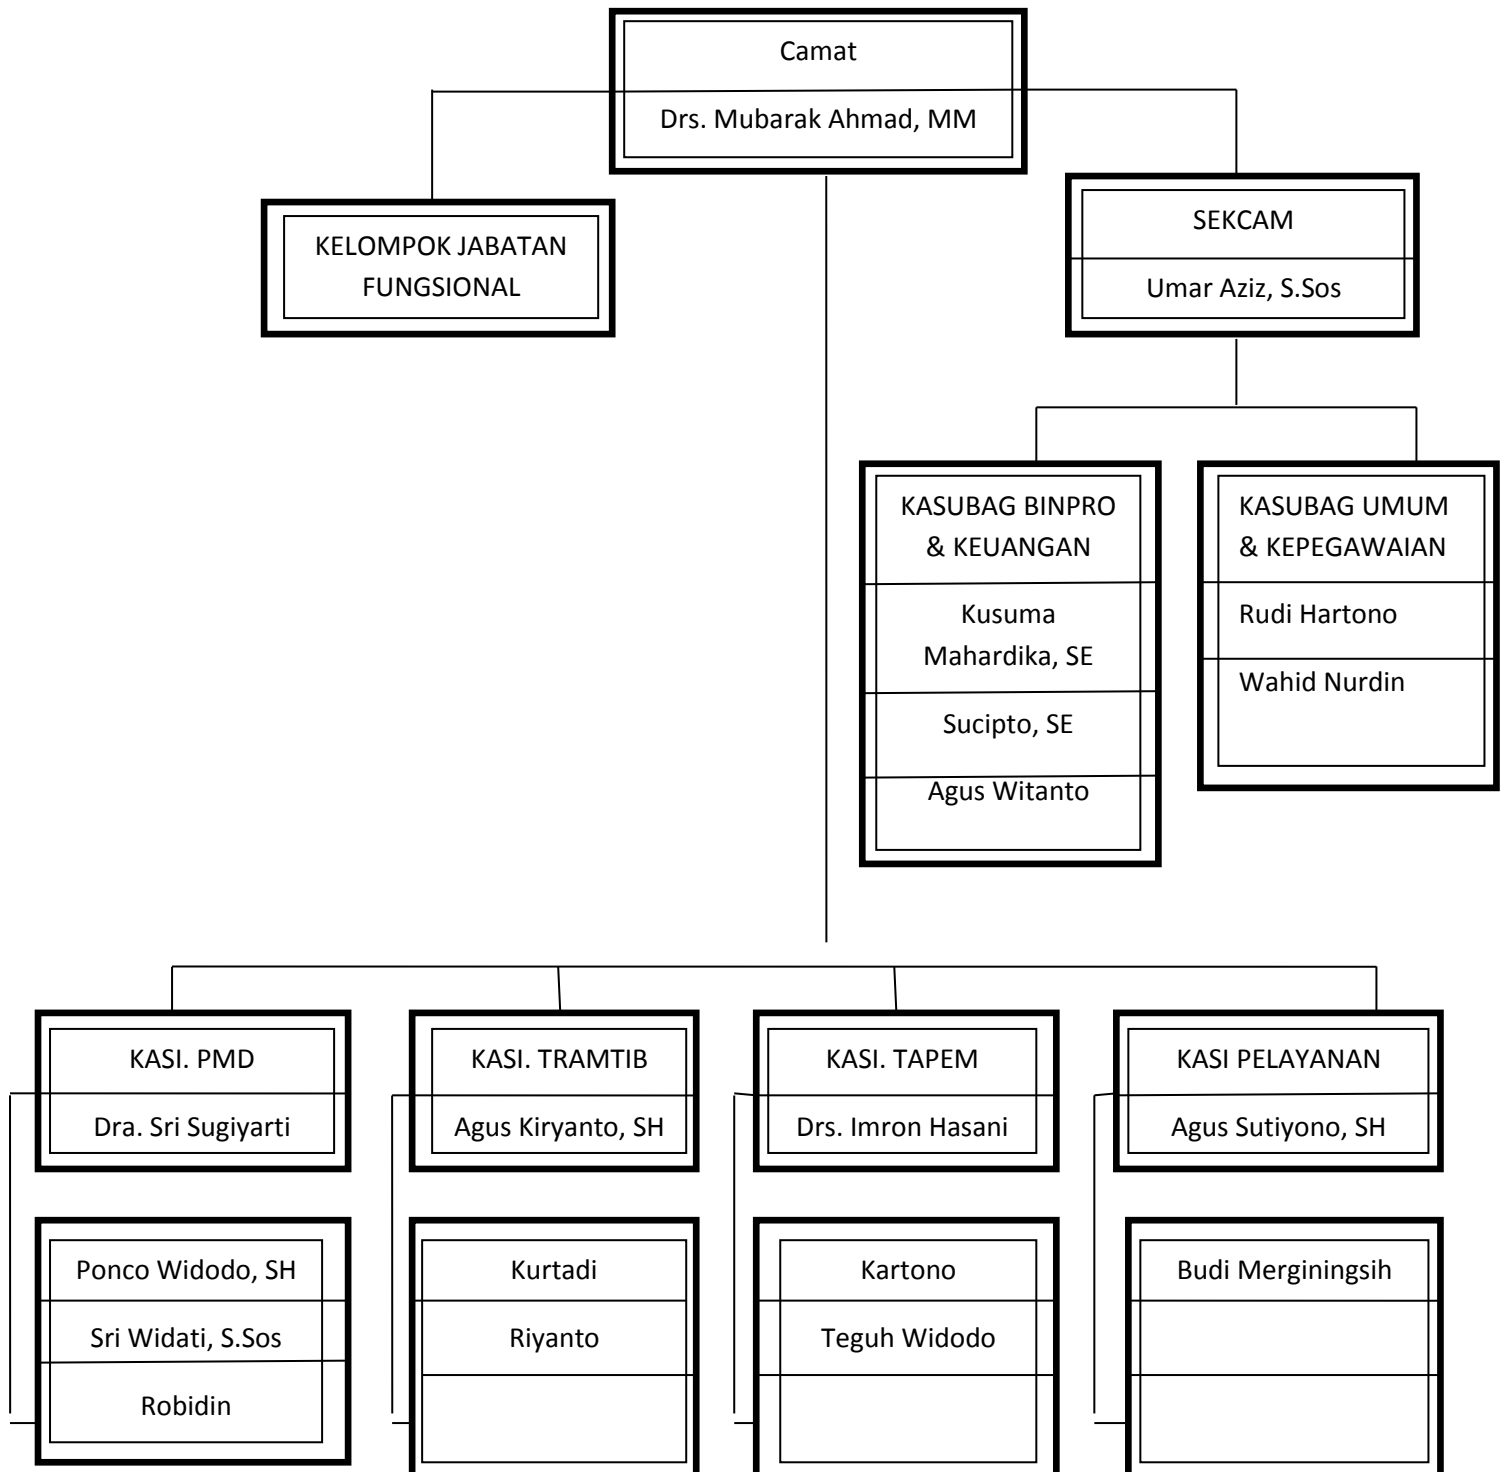 Camat
Drs. Mubarak Ahmad, MM
KELOMPOK JABATAN
FUNGSIONAL
SEKCAM
Umar Aziz, S.Sos
KASUBAG BINPRO
& KEUANGAN
Kusuma
Mahardika, SE
Sucipto, SE
Agus Witanto
KASUBAG UMUM
& KEPEGAWAIAN
Rudi Hartono
Wahid Nurdin
KASI. PMD
Dra. Sri Sugiyarti
KASI. TRAMTIB
Agus Kiryanto, SH
KASI. TAPEM
Drs. Imron Hasani
KASI PELAYANAN
Agus Sutiyono, SH
Ponco Widodo, SH
Sri Widati, S.Sos
Robidin
Kurtadi
Riyanto
Kartono
Teguh Widodo
Budi Merginingsih